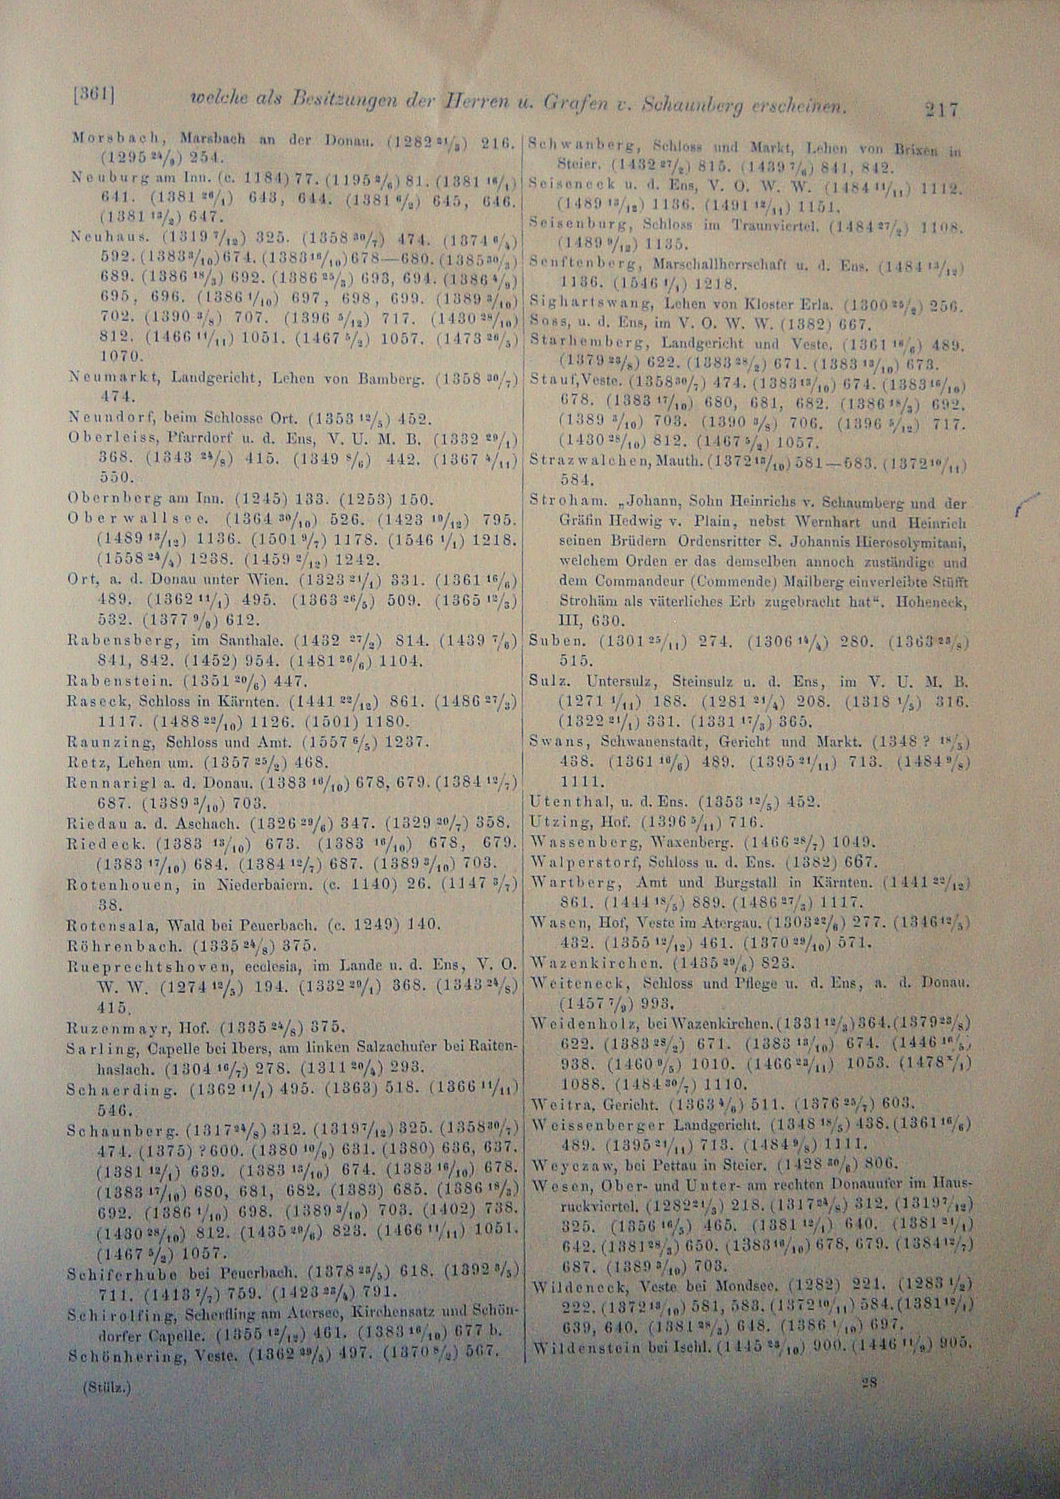 [361] welche als Besitzungen der Herren u. Grafen v. Schaunberg erscheinen. 217
Morsbach, Marsbach an der Donau. (1282 21/3) 216.
(1295 24/9) 254.
Neuburg am Inn. (c. 1184) 77. (1195 2/6) 81. (1381 16/1)
641. (1381 26/1) 643, 644. (1381 6/2) 645, 646.
(1381 13/2) 647.
Neuhaus. (1319 7/12) 325. (1358 30/7) 474. (1374 6/4)
592. (1383 3/10) 674. (1383 16/10) 678—680. (1385 30/3)
689. (1386 18/3) 692. (1386 25/3) 693, 694. (1386 4/9)
695, 696. (1386 1/10) 697, 698, 699. (1389 3/10)
702. (1390 3/8) 707. (1396 5/12) 717. (1430 28/10)
812. (1466 11/11) 1051. (1467 5/2) 1057. (1473 26/5)
1070.
Neumarkt, Landgericht, Lehen von Bamberg. (1358 30/7)
474.
Neundorf, beim Schlosse Ort. (1353 12/5) 452.
Oberleiss, Pfarrdorf u. d. Ens, V. U. M. B. (1332 29/1)
368. (1343 24/8) 415. (1349 8/6) 442. (1367 4/11)
550.
Obernberg am Inn. (1245) 133. (1253) 150.
Oberwallsee. (1364 30/10) 526. (1423 19/12) 795.
(1489 13/12) 1136. (1501 9/7) 1178. (1546 1/1) 1218.
(1558 24/4) 1238. (1459 2/12) 1242.
Ort, a. d. Donau unter Wien. (1323 21/1) 331. (1361 16/6)
489. (1362 11/1) 495. (1363 26/5) 509. (1365 12/3)
532. (1377 9/9) 612.
Rabensberg, im Santhale. (1432 27/2) 814. (1439 7/6)
841, 842. (1452) 954. (1481 26/6) 1104.
Rabenstein. (1351 20/6) 447.
Raseck, Schloss in Kärnten. (1441 22/12) 861. (1486 27/3)
1117. (1488 22/10) 1126. (1501) 1180.
Raunzing, Schloss und Amt. (1557 6/5) 1237.
Retz, Lehen um. (1357 25/2) 468.
Rennarigl a. d. Donau. (1383 16/10) 678, 679. (1384 12/7)
687. (1389 3/10) 703.
Riedau a. d. Aschach. (1326 29/6) 347. (1329 20/7) 358.
Riedeck. (1383 13/10) 673. (1383 16/10) 678, 679.
(1383 17/10) 684. (1384 12/7) 687. (1389 3/10) 703.
Rotenhouen, in Niederbaiern. (c. 1140) 26. (1147 3/7)
38.
Rotensala, Wald bei Peuerbach. (c. 1249) 140.
Röhrenbach. (1335 24/8) 375.
Rueprechtshoven, ecclesia, im Lande u. d. Ens, V. O.
W. W. (1274 12/5) 194. (1332 29/1) 368. (1343 24/8)
415.
Ruzenmayr, Hof. (1335 24/8) 375.
Sarling, Capelle bei Ibers, am linken Salzachufer bei Raiten-
haslach. (1304 16/7) 278. (1311 20/4) 293.
Schaerding. (1362 11/1) 495. (1363) 518. (1366 11/11)
546.
Schaunberg. (1317 24/8) 312. (1319 7/12) 325. (1358 30/7)
474. (1375) ? 600. (1380 10/9) 631. (1380) 636, 637.
(1381 12/1) 639. (1383 13/10) 674. (1383 16/10) 678.
(1383 17/10) 680, 681, 682. (1383) 685. (1386 18/3)
692. (1386 1/10) 698. (1389 3/10) 703. (1402) 738.
(1430 28/10) 812. (1435 29/6) 823. (1466 11/11) 1051.
(1467 5/2) 1057.
Schiferhube bei Peuerbach. (1378 23/5) 618. (1392 3/5)
711. (1413 7/7) 759. (1423 23/4) 791.
Schirolfing, Scherfling am Atersee, Kirchensatz und Schön-
dorfer Capelle. (1355 12/12) 461. (1383 16/10) 677 b.
Schönhering, Veste. (1362 29/5) 497. (1370 8/2) 567.
(Stülz.)
Schwanberg, Schloss und Markt, Lehen von Brixen in
Steier. (1432 27/2) 815. (1439 7/6) 841, 842.
Seiseneck u. d. Ens, V. O. W. W. (1484 11/11) 1112.
(1489 13/12) 1136. (1491 12/11) 1151.
Seisenburg, Schloss im Traunviertel. (1484 27/2) 1108.
(1489 9/12) 1135.
Senftenberg, Marschallherrschaft u. d. Ens. (1484 13/12)
1136. (1546 1/1) 1218.
Sighartswang, Lehen von Kloster Erla. (1300 25/2) 256.
Soss, u. d. Ens, im V. O. W. W. (1382) 667.
Starhemberg, Landgericht und Veste. (1361 16/6) 489.
(1379 23/8) 622. (1383 28/2) 671. (1383 13/10) 673.
Stauf, Veste. (1358 30/7) 474. (1383 13/10) 674. (1383 16/10)
678. (1383 17/10) 680, 681, 682. (1386 18/3) 692.
(1389 3/10) 703. (1390 3/8) 706. (1396 5/12) 717.
(1430 28/10) 812. (1467 5/2) 1057.
Strazwalchen, Mauth. (1372 13/10) 581—583. (1372 10/11)
584.
Stroham. „Johann, Sohn Heinrichs v. Schaumberg und der
Gräfin Hedwig v. Plain, nebst Wernhart und Heinrich
seinen Brüdern Ordensritter S. Johannis Hierosolymitani,
welchem Orden er das demselben annoch zuständige und
dem Commandeur (Commende) Mailberg einverleibte Stüfft
Strohäm als väterliches Erb zugebracht hat“. Hoheneck,
III, 630.
Suben. (1301 25/11) 274. (1306 14/4) 280. (1363 23/8)
515.
Sulz. Untersulz, Steinsulz u. d. Ens, im V. U. M. B.
(1271 1/11) 188. (1281 21/4) 208. (1318 1/5) 316.
(1322 21/1) 331. (1331 17/3) 365.
Swans, Schwanenstadt, Gericht und Markt. (1348 ? 18/5)
438. (1361 16/6) 489. (1395 21/11) 713. (1484 9/8)
1111.
Utenthal, u. d. Ens. (1353 12/5) 452.
Utzing, Hof. (1396 5/11) 716.
Wassenberg, Waxenberg. (1466 28/7) 1049.
Walperstorf, Schloss u. d. Ens. (1382) 667.
Wartberg, Amt und Burgstall in Kärnten. (1441 22/12)
861. (1444 18/5) 889. (1486 27/3) 1117.
Wasen, Hof, Veste im Atergau. (1303 22/6) 277. (1346 12/5)
432. (1355 12/12) 461. (1370 29/10) 571.
Wazenkirchen. (1435 29/6) 823.
Weiteneck, Schloss und Pflege u. d. Ens, a. d. Donau.
(1457 7/9) 993.
Weidenholz, bei Wazenkirchen. (1331 12/3) 364. (1379 23/8)
622. (1383 28/2) 671. (1383 13/10) 674. (1446 16/5)
938. (1460 9/5) 1010. (1466 23/11) 1053. (1478 x/1)
1088. (1484 30/7) 1110.
Weitra, Gericht. (1363 4/6) 511. (1376 25/7) 603.
Weissenberger Landgericht. (1348 18/5) 438. (1361 16/6)
489. (1395 21/11) 713. (1484 9/8) 1111.
Weyczaw, bei Pettau in Steier. (1428 30/6) 806.
Wesen, Ober- und Unter- am rechten Donauufer im Haus-
ruckviertel. (1282 21/3) 218. (1317 24/8) 312. (1319 7/12)
325. (1356 16/5) 465. (1381 12/1) 640. (1381 21/1)
642. (1381 28/3) 650. (1383 16/10) 678, 679. (1384 12/7)
687. (1389 3/10) 703.
Wildeneck, Veste bei Mondsee. (1282) 221. (1283 1/2)
222. (1372 13/10) 581, 583. (1372 10/11) 584. (1381 12/1)
639, 640. (1381 28/3) 648. (1386 1/10) 697.
Wildenstein bei Ischl. (1445 23/10) 900. (1446 11/9) 905.
28